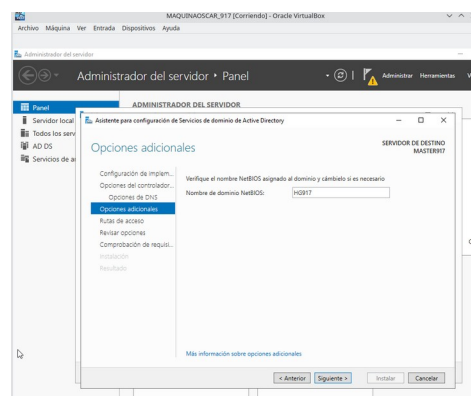 MAQUINAOSCAR_917 [Corriendo] - Oracle VirtualBox
Archivo Máquina Ver Entrada Dispositivos Ayuda
Administrador del servidor
Administrador del servidor • Panel
Administrar Herramientas
Panel
ADMINISTRADOR DEL SERVIDOR
Servidor local
Todos los serv
AD DS
Servicios de a
Asistente para configuración de Servicios de dominio de Active Directory
Opciones adicionales
SERVIDOR DE DESTINO
MASTER917
Configuración de implem...
Opciones del controlador...
Opciones de DNS
Opciones adicionales
Rutas de acceso
Revisar opciones
Comprobación de requisi...
Instalación
Resultado
Verifique el nombre NetBIOS asignado al dominio y cámbielo si es necesario
Nombre de dominio NetBIOS: HG917
Más información sobre opciones adicionales
< Anterior Siguiente > Instalar Cancelar